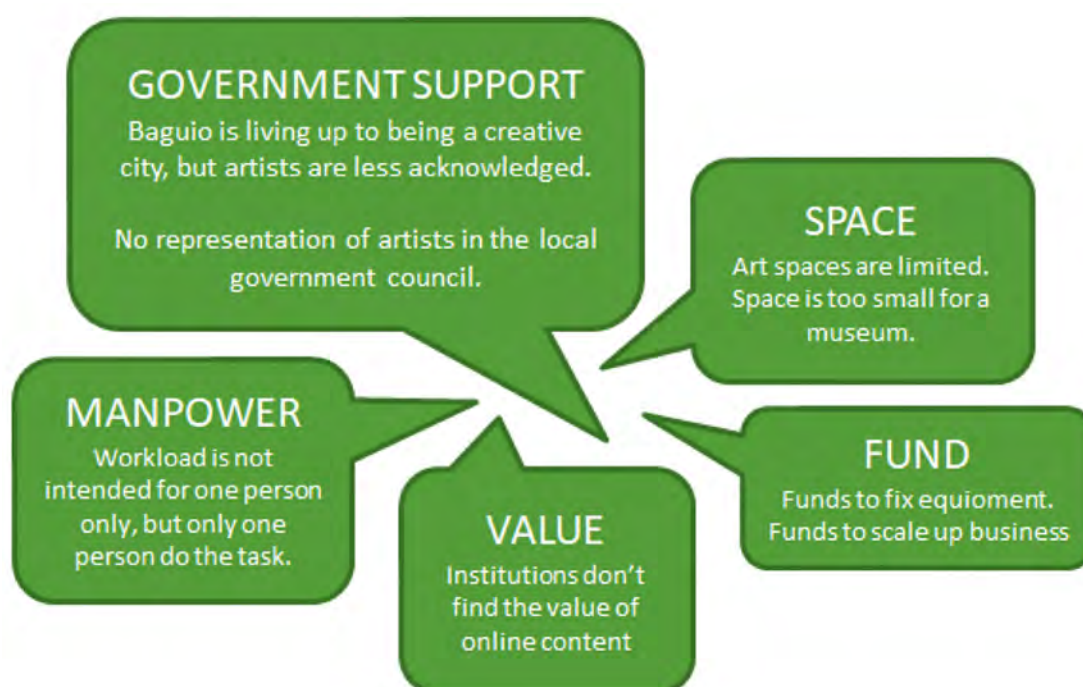 GOVERNMENT SUPPORT
Baguio is living up to being a creative
city, but artists are less acknowledged.
No representation of artists in the local
government council.
SPACE
Art spaces are limited.
Space is too small for a
museum.
MANPOWER
Workload is not
intended for one person
only, but only one
person do the task.
VALUE
Institutions don't
find the value of
online content
FUND
Funds to fix equioment.
Funds to scale up business